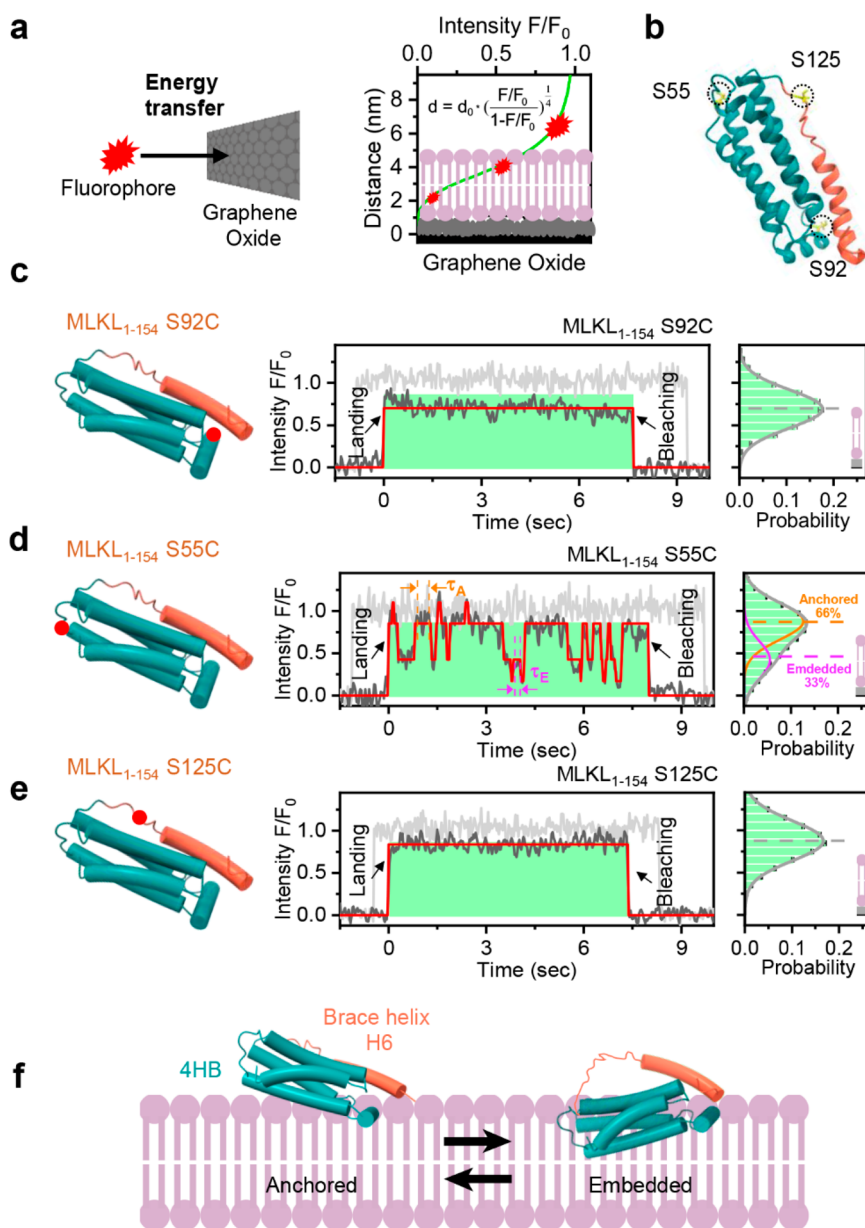 a
Energy
transfer
Fluorophore
Graphene
Oxide
Intensity F/F₀
0.0 0.5 1.0
Distance (nm)
8
6
4
2
0
d = d₀·(F/F₀ / 1-F/F₀)^1/4
Graphene Oxide
b
S125
S55
S92
c
MLKL₁₋₁₅₄ S92C
MLKL₁₋₁₅₄ S92C
Intensity F/F₀
1.0
0.5
0.0
Landing
Bleaching
0 3 6 9
Time (sec)
0.0 0.1 0.2
Probability
d
MLKL₁₋₁₅₄ S55C
MLKL₁₋₁₅₄ S55C
Intensity F/F₀
1.0
0.5
0.0
Landing
τA
τE
Bleaching
0 3 6 9
Time (sec)
Anchored
66%
Emdedded
33%
0.0 0.1 0.2
Probability
e
MLKL₁₋₁₅₄ S125C
MLKL₁₋₁₅₄ S125C
Intensity F/F₀
1.0
0.5
0.0
Landing
Bleaching
0 3 6 9
Time (sec)
0.0 0.1 0.2
Probability
f
4HB
Brace helix
H6
Anchored
Embedded